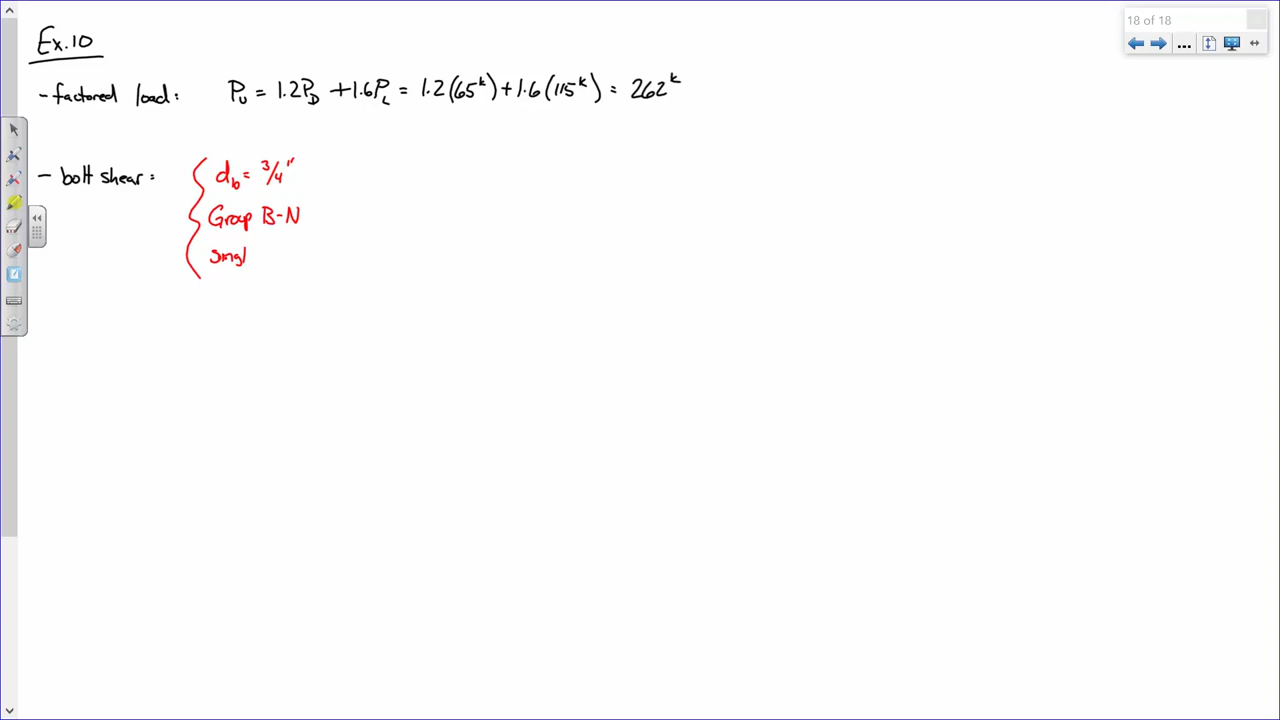 18 of 18
Ex.10
- factored load: Pu = 1.2PD + 1.6PL = 1.2(65ᵏ) + 1.6(115ᵏ) = 262ᵏ
- bolt shear: db = 3/4"
Group B-N
singl